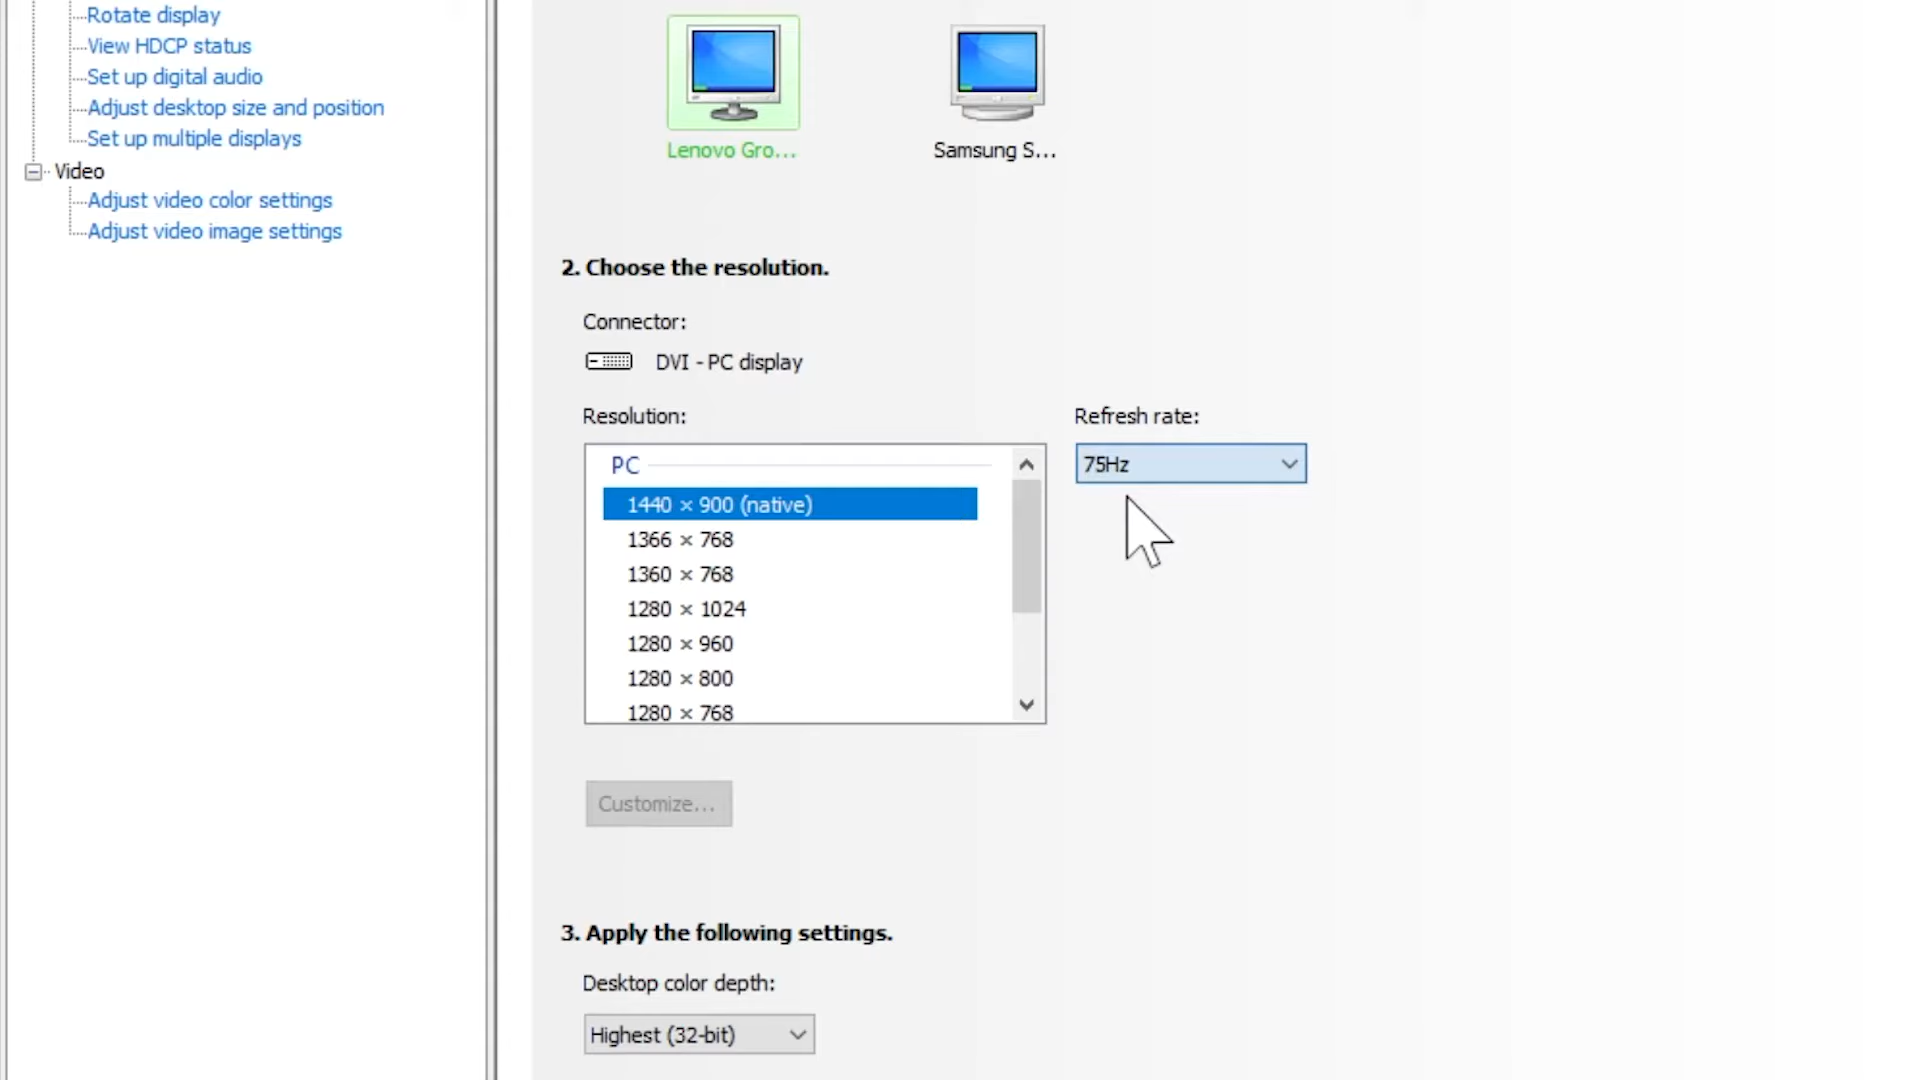 Rotate display
View HDCP status
Set up digital audio
Adjust desktop size and position
Set up multiple displays
Video
Adjust video color settings
Adjust video image settings
Lenovo Gro...
Samsung S...
2. Choose the resolution.
Connector:
DVI - PC display
Resolution:
Refresh rate:
PC
75Hz
1440 × 900 (native)
1366 × 768
1360 × 768
1280 × 1024
1280 × 960
1280 × 800
1280 × 768
Customize...
3. Apply the following settings.
Desktop color depth:
Highest (32-bit)